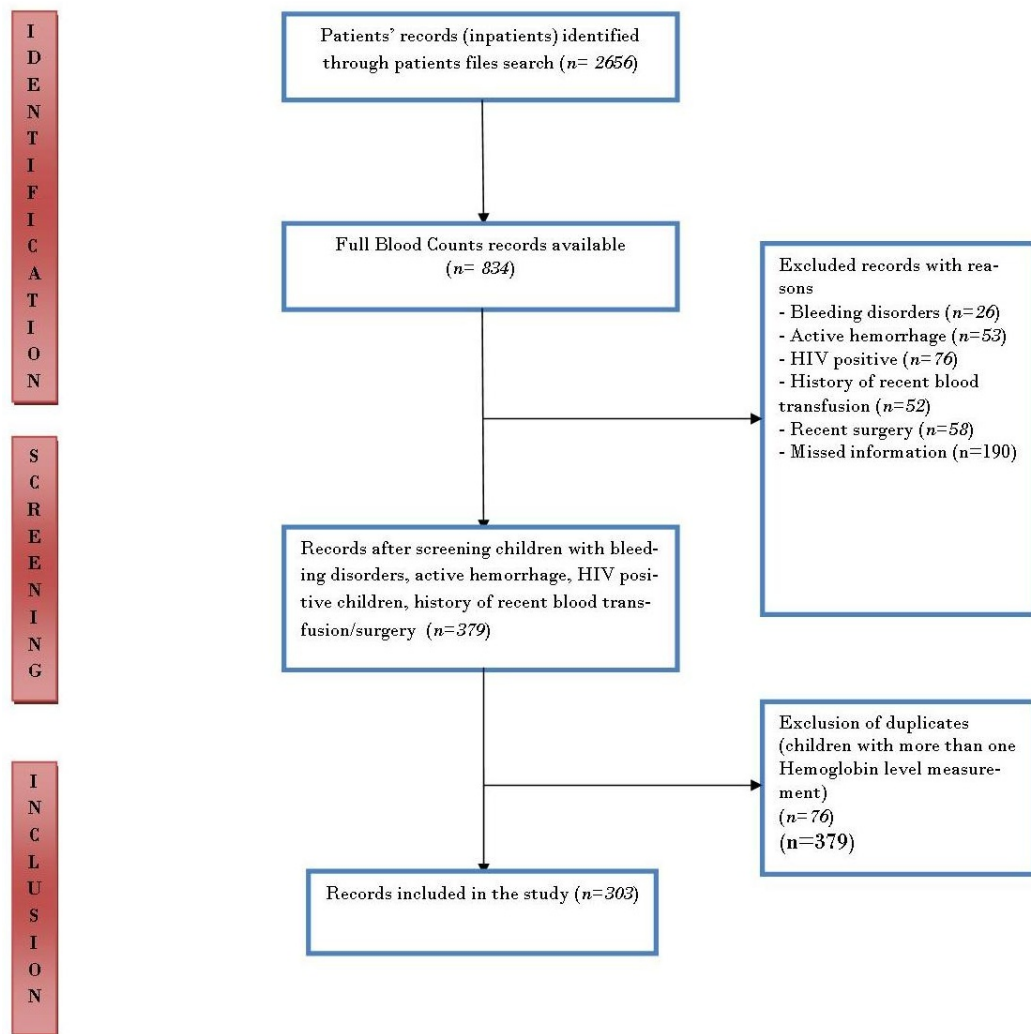 IDENTIFICATION
Patients' records (inpatients) identified
through patients files search (n= 2656)
Full Blood Counts records available
(n= 834)
Excluded records with rea-
sons
- Bleeding disorders (n=26)
- Active hemorrhage (n=53)
- HIV positive (n=76)
- History of recent blood
transfusion (n=52)
- Recent surgery (n=58)
- Missed information (n=190)
SCREENING
Records after screening children with bleed-
ing disorders, active hemorrhage, HIV posi-
tive children, history of recent blood trans-
fusion/surgery (n=379)
Exclusion of duplicates
(children with more than one
Hemoglobin level measure-
ment)
(n=76)
(n=379)
INCLUSION
Records included in the study (n=303)